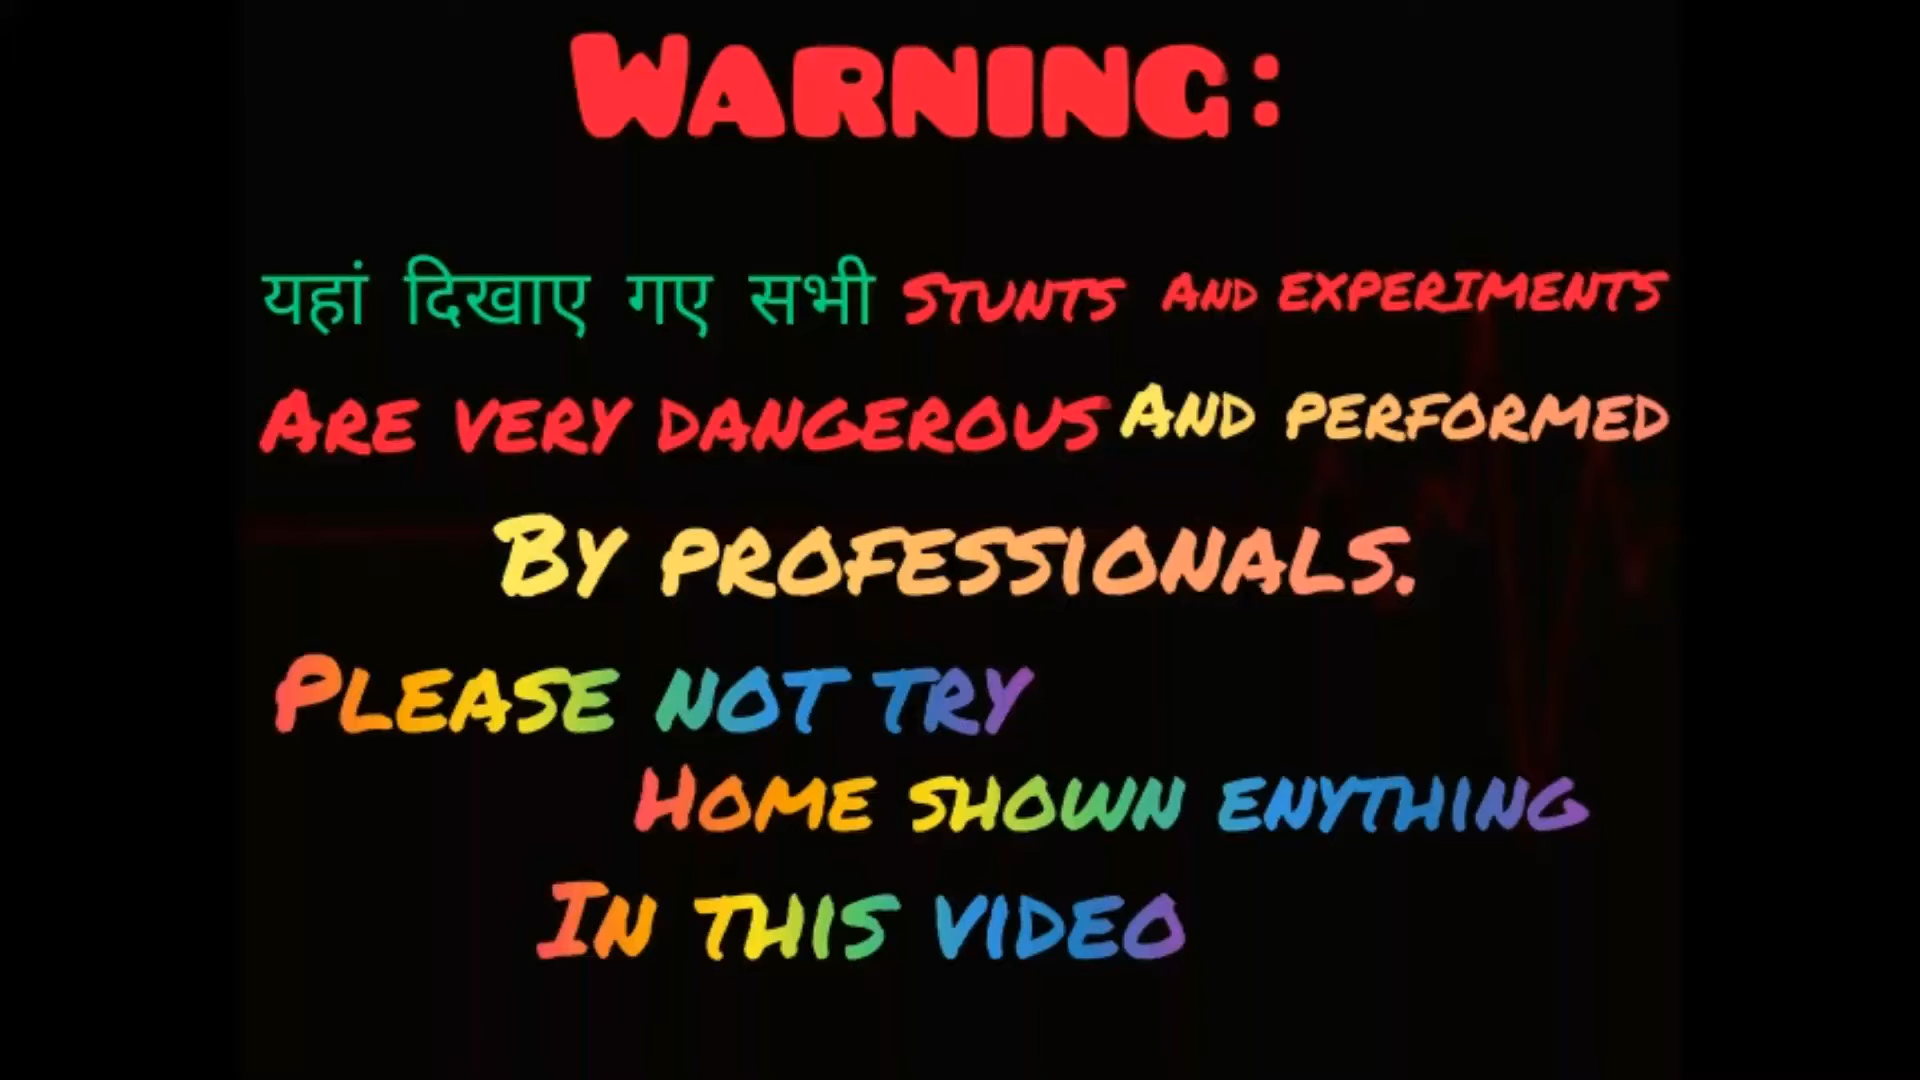 WARNING:
यहां दिखाए गए सभी STUNTS AND EXPERIMENTS
ARE VERY DANGEROUS AND PERFORMED
BY PROFESSIONALS.
PLEASE NOT TRY
HOME SHOWN ENYTHING
IN THIS VIDEO